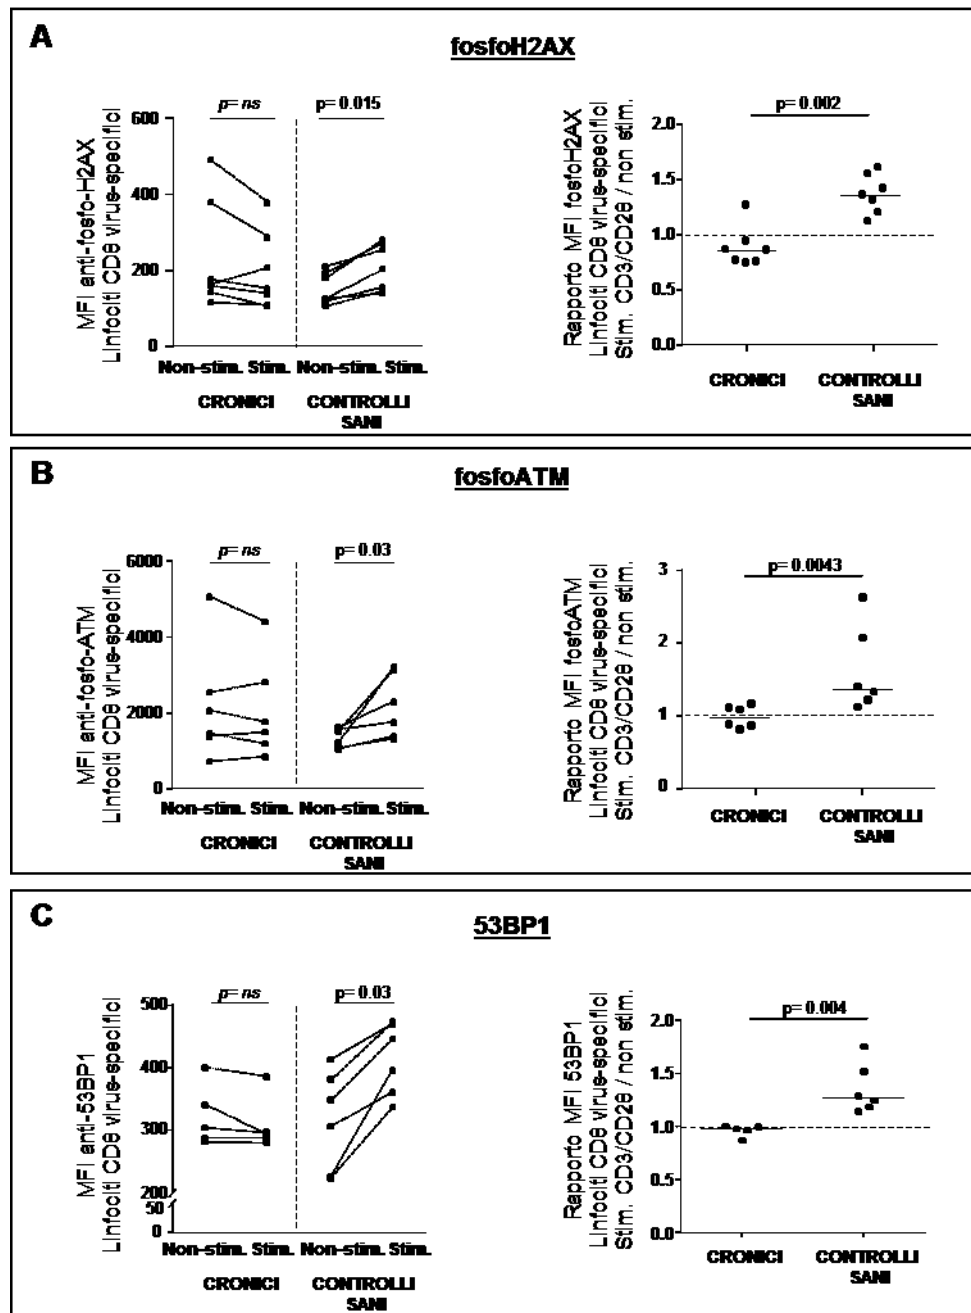 A
fosfoH2AX
p= ns
p= 0.015
MFI anti-fosfo-H2AX
Linfociti CD8 virus-specifici
600
400
200
0
Non-stim. Stim.
Non-stim. Stim.
CRONICI
CONTROLLI
SANI
p= 0.002
Rapporto MFI fosfoH2AX
Linfociti CD8 virus-specifici
Stim. CD3/CD28 / non stim.
2.0
1.5
1.0
0.5
0.0
CRONICI
CONTROLLI
SANI
B
fosfoATM
p= ns
p= 0.03
MFI anti-fosfo-ATM
Linfociti CD8 virus-specifici
6000
4000
2000
0
Non-stim. Stim.
Non-stim. Stim.
CRONICI
CONTROLLI
SANI
p= 0.0043
Rapporto MFI fosfoATM
Linfociti CD8 virus-specifici
Stim. CD3/CD28 / non stim.
3
2
1
0
CRONICI
CONTROLLI
SANI
C
53BP1
p= ns
p= 0.03
MFI anti-53BP1
Linfociti CD8 virus-specifici
500
400
300
200
50
0
Non-stim. Stim.
Non-stim. Stim.
CRONICI
CONTROLLI
SANI
p= 0.004
Rapporto MFI 53BP1
Linfociti CD8 virus-specifici
Stim. CD3/CD28 / non stim.
2.0
1.5
1.0
0.5
0.0
CRONICI
CONTROLLI
SANI